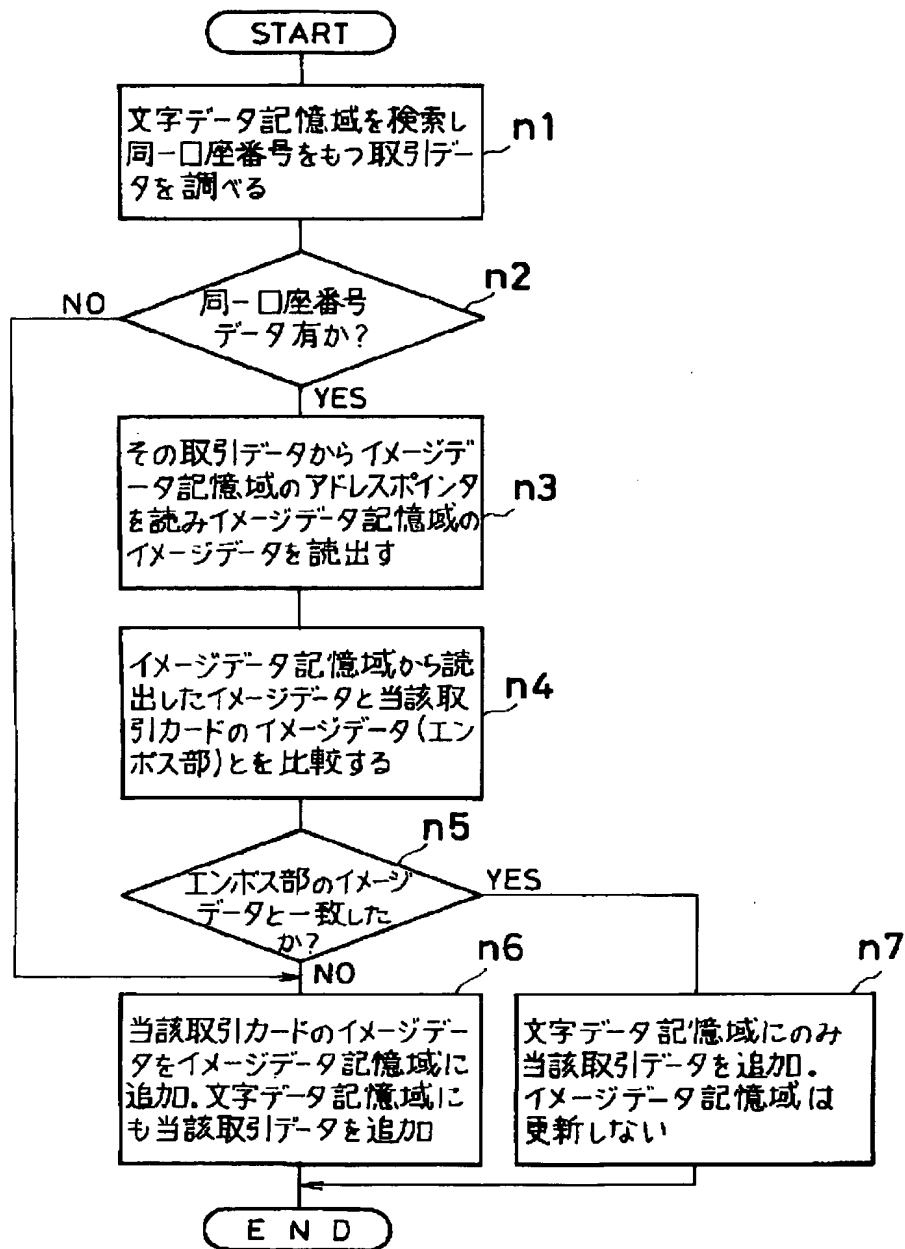 START
文字データ記憶域を検索し
同一口座番号をもつ取引デー
タを調べる
n1
n2
NO
同一口座番号
データ有か？
YES
その取引データからイメージデ
ータ記憶域のアドレスポインタ
を読みイメージデータ記憶域の
イメージデータを読出す
n3
イメージデータ記憶域から読
出したイメージデータと当該取
引カードのイメージデータ(エン
ボス部)とを比較する
n4
n5
エンボス部のイメージ
データと一致した
か？
YES
NO
n6
n7
当該取引カードのイメージデー
タをイメージデータ記憶域に
追加.文字データ記憶域に
も当該取引データを追加
文字データ記憶域にのみ
当該取引データを追加.
イメージデータ記憶域は
更新しない
END